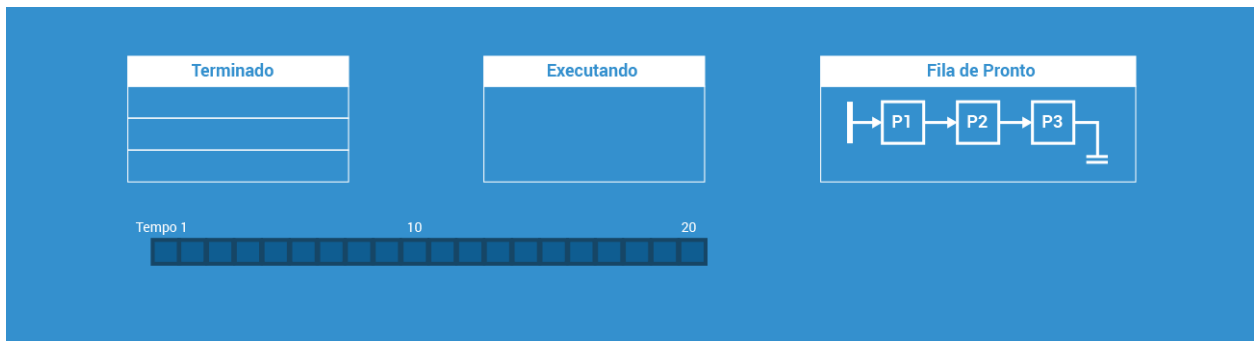 Terminado
Executando
Fila de Pronto
P1 P2 P3
Tempo 1 10 20